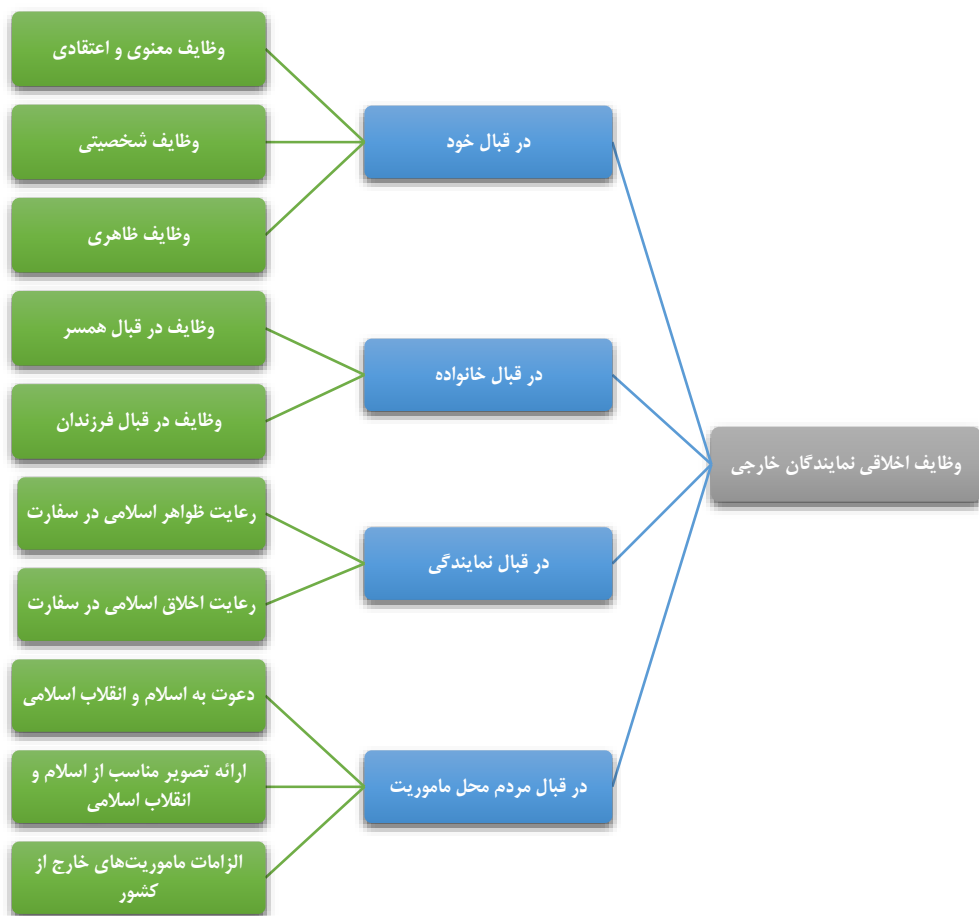 وظایف اخلاقی نمایندگان خارجی
در قبال خود
وظایف معنوی و اعتقادی
وظایف شخصیتی
وظایف ظاهری
در قبال خانواده
وظایف در قبال همسر
وظایف در قبال فرزندان
در قبال نمایندگی
رعایت ظواهر اسلامی در سفارت
رعایت اخلاق اسلامی در سفارت
در قبال مردم محل ماموریت
دعوت به اسلام و انقلاب اسلامی
ارائه تصویر مناسب از اسلام و
انقلاب اسلامی
الزامات ماموریت‌های خارج از
کشور